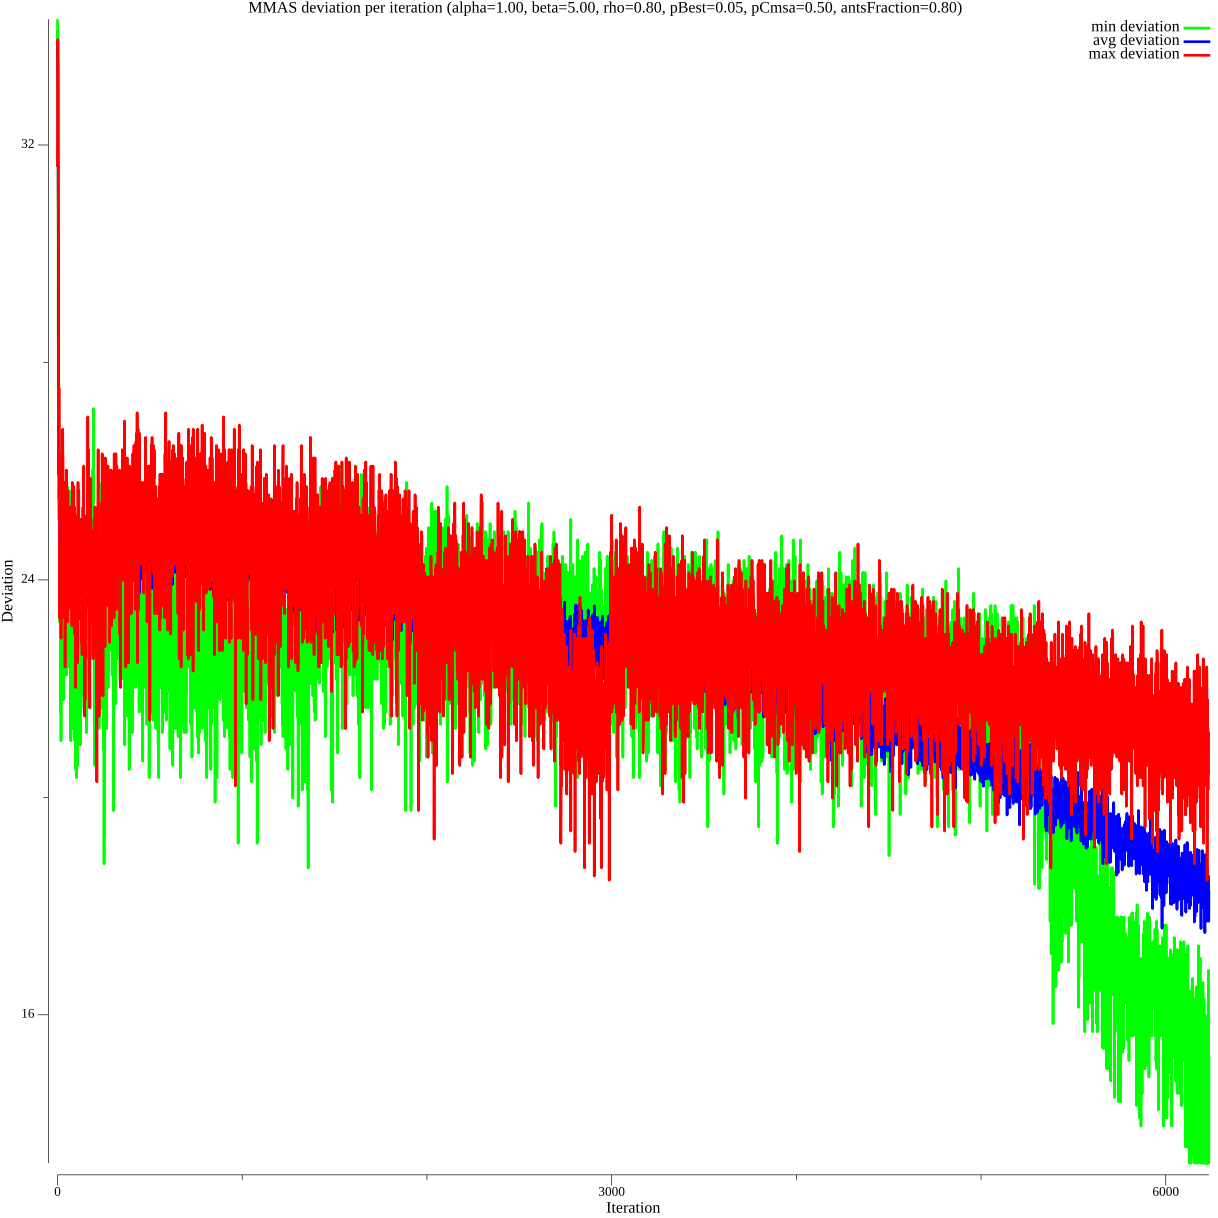 MMAS deviation per iteration (alpha=1.00, beta=5.00, rho=0.80, pBest=0.05, pCmsa=0.50, antsFraction=0.80)
min deviation
avg deviation
max deviation
32
24
16
Deviation
0
3000
6000
Iteration